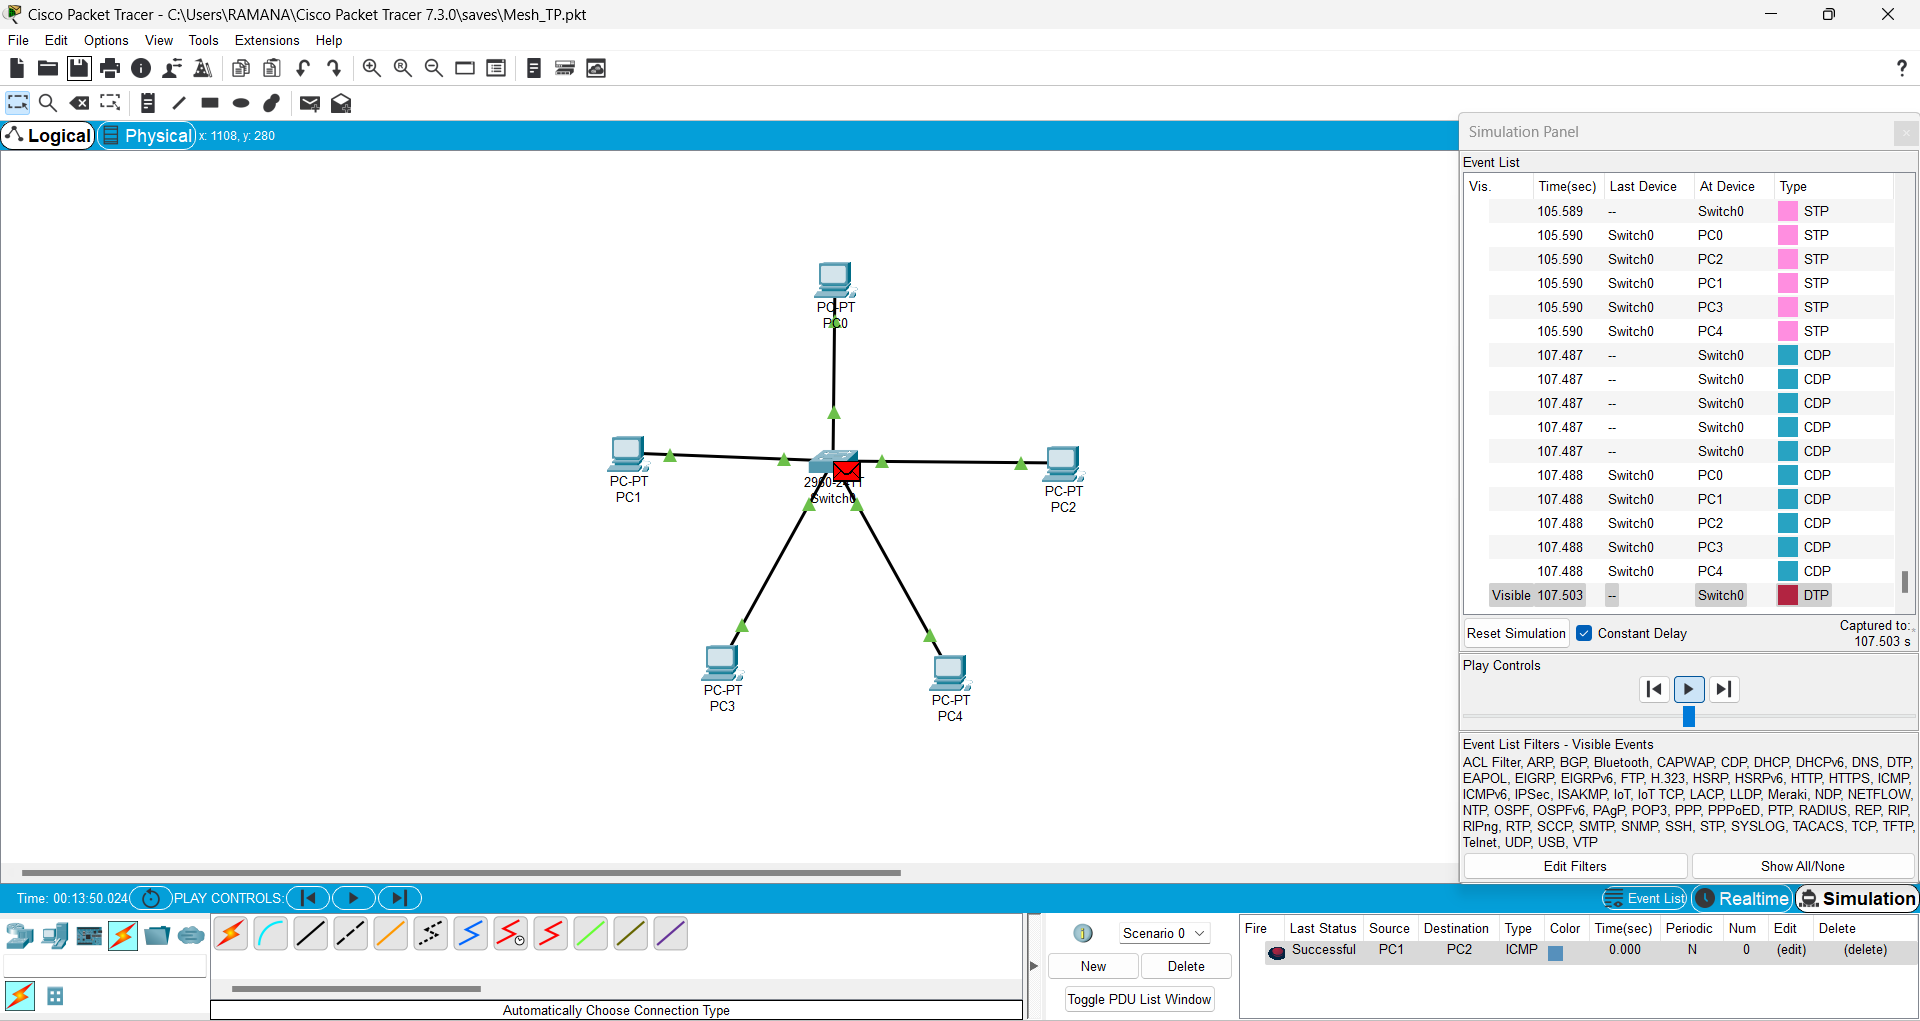 Cisco Packet Tracer - C:\Users\RAMANA\Cisco Packet Tracer 7.3.0\saves\Mesh_TP.pkt
File Edit Options View Tools Extensions Help
Logical Physical x: 1108, y: 280
PC-PT
PC0
PC-PT
PC1
2960-24TT
Switch0
PC-PT
PC2
PC-PT
PC3
PC-PT
PC4
Simulation Panel
Event List
Vis. Time(sec) Last Device At Device Type
105.589 -- Switch0 STP
105.590 Switch0 PC0 STP
105.590 Switch0 PC2 STP
105.590 Switch0 PC1 STP
105.590 Switch0 PC3 STP
105.590 Switch0 PC4 STP
107.487 -- Switch0 CDP
107.487 -- Switch0 CDP
107.487 -- Switch0 CDP
107.487 -- Switch0 CDP
107.487 -- Switch0 CDP
107.488 Switch0 PC0 CDP
107.488 Switch0 PC1 CDP
107.488 Switch0 PC2 CDP
107.488 Switch0 PC3 CDP
107.488 Switch0 PC4 CDP
Visible 107.503 -- Switch0 DTP
Reset Simulation Constant Delay Captured to:
107.503 s
Play Controls
Event List Filters - Visible Events
ACL Filter, ARP, BGP, Bluetooth, CAPWAP, CDP, DHCP, DHCPv6, DNS, DTP,
EAPOL, EIGRP, EIGRPv6, FTP, H.323, HSRP, HSRPv6, HTTP, HTTPS, ICMP,
ICMPv6, IPSec, ISAKMP, IoT, IoT TCP, LACP, LLDP, Meraki, NDP, NETFLOW,
NTP, OSPF, OSPFv6, PAgP, POP3, PPP, PPPoED, PTP, RADIUS, REP, RIP,
RIPng, RTP, SCCP, SMTP, SNMP, SSH, STP, SYSLOG, TACACS, TCP, TFTP,
Telnet, UDP, USB, VTP
Edit Filters Show All/None
Time: 00:13:50.024 PLAY CONTROLS: Event List Realtime Simulation
Automatically Choose Connection Type
Scenario 0
New Delete
Toggle PDU List Window
Fire Last Status Source Destination Type Color Time(sec) Periodic Num Edit Delete
Successful PC1 PC2 ICMP 0.000 N 0 (edit) (delete)